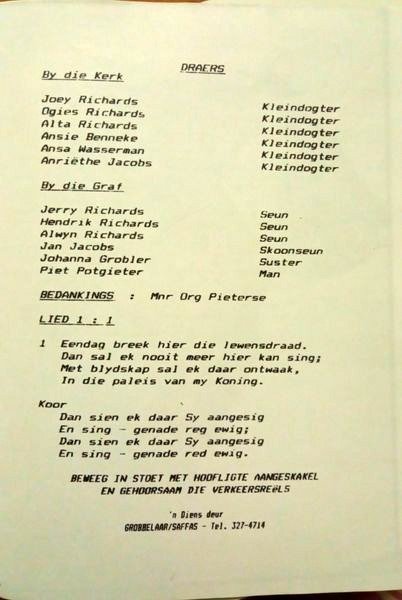 DRAERS
By die Kerk
Joey Richards Kleindogter
Ogies Richards Kleindogter
Alta Richards Kleindogter
Ansie Benneke Kleindogter
Ansa Wasserman Kleindogter
Anriëthe Jacobs Kleindogter
By die Graf
Jerry Richards Seun
Hendrik Richards Seun
Alwyn Richards Seun
Jan Jacobs Skoonseun
Johanna Grobler Suster
Piet Potgieter Man
BEDANKINGS : Mnr Org Pieterse
LIED 1 : 1
1 Eendag breek hier die lewensdraad.
Dan sal ek nooit meer hier kan sing;
Met blydskap sal ek daar ontwaak,
In die paleis van my Koning.
Koor
Dan sien ek daar Sy aangesig
En sing - genade reg ewig;
Dan sien ek daar Sy aangesig
En sing - genade red ewig.
BEWEEG IN STOET MET HOOFLIGTE AANGESKAKEL
EN GEHOORSAAM DIE VERKEERSREËLS
'n Diens deur
GROBBELAAR/SAFFAS - Tel. 327-4714